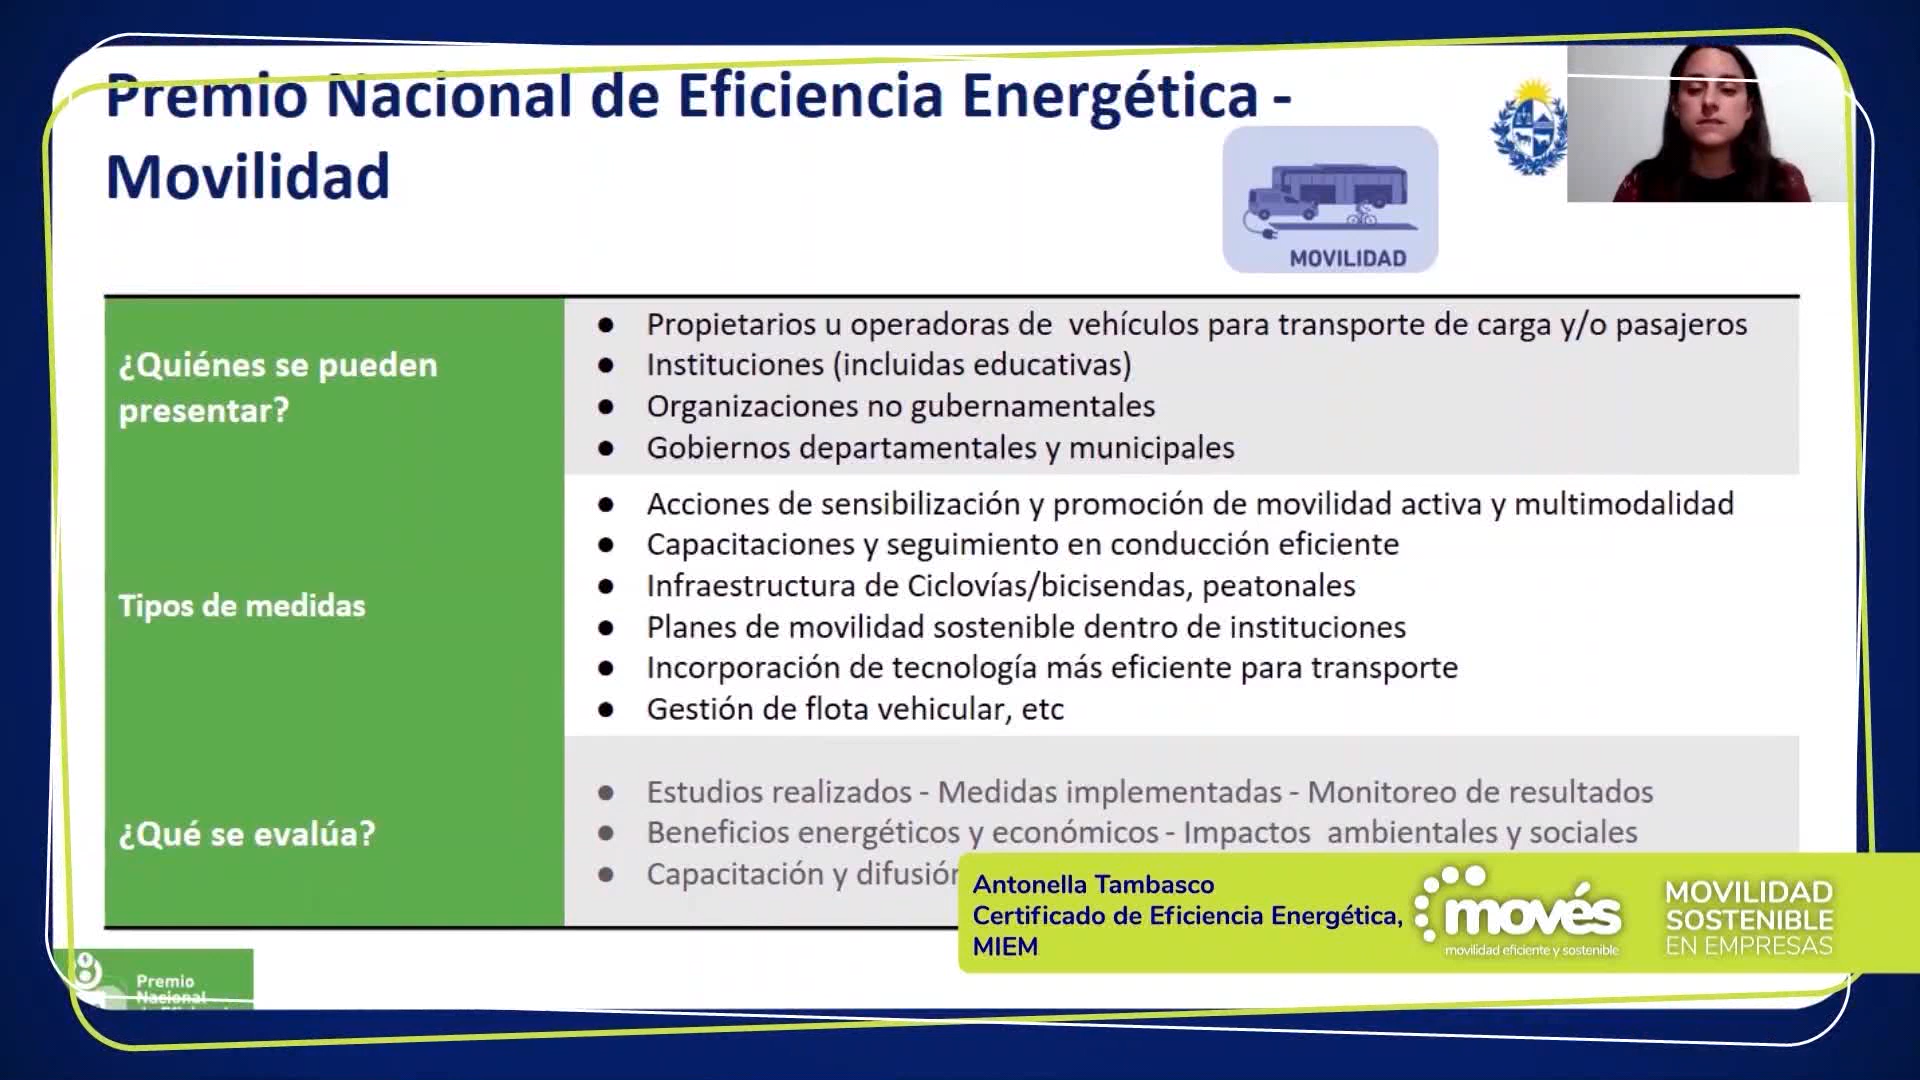 Premio Nacional de Eficiencia Energética -
Movilidad
MOVILIDAD
¿Quiénes se pueden
presentar?
● Propietarios u operadoras de vehículos para transporte de carga y/o pasajeros
● Instituciones (incluidas educativas)
● Organizaciones no gubernamentales
● Gobiernos departamentales y municipales
Tipos de medidas
● Acciones de sensibilización y promoción de movilidad activa y multimodalidad
● Capacitaciones y seguimiento en conducción eficiente
● Infraestructura de Ciclovías/bicisendas, peatonales
● Planes de movilidad sostenible dentro de instituciones
● Incorporación de tecnología más eficiente para transporte
● Gestión de flota vehicular, etc
¿Qué se evalúa?
● Estudios realizados - Medidas implementadas - Monitoreo de resultados
● Beneficios energéticos y económicos - Impactos ambientales y sociales
● Capacitación y difusión
Antonella Tambasco
Certificado de Eficiencia Energética,
MIEM
movés
movilidad eficiente y sostenible
MOVILIDAD
SOSTENIBLE
EN EMPRESAS
Premio
Nacional